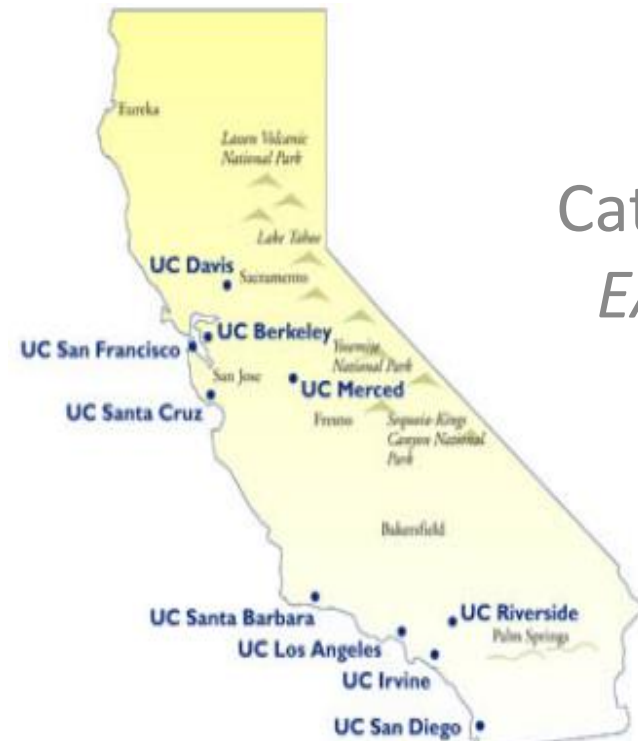 Eureka
Lassen Volcanic
National Park
Lake Tahoe
UC Davis
Sacramento
UC Berkeley
UC San Francisco
Yosemite
National Park
San Jose
UC Merced
UC Santa Cruz
Fresno
Sequoia-Kings
Canyon National
Park
Bakersfield
UC Santa Barbara
UC Riverside
Palm Springs
UC Los Angeles
UC Irvine
UC San Diego